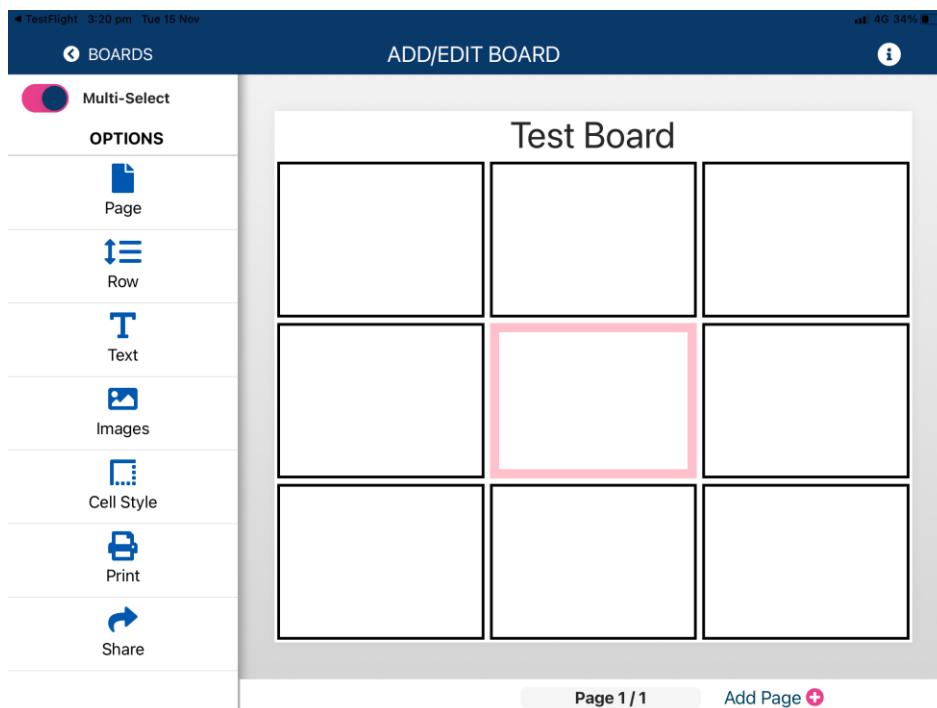 TestFlight 3:20 pm Tue 15 Nov 4G 34%
BOARDS ADD/EDIT BOARD
Multi-Select
OPTIONS
Test Board
Page
Row
Text
Images
Cell Style
Print
Share
Page 1 / 1 Add Page